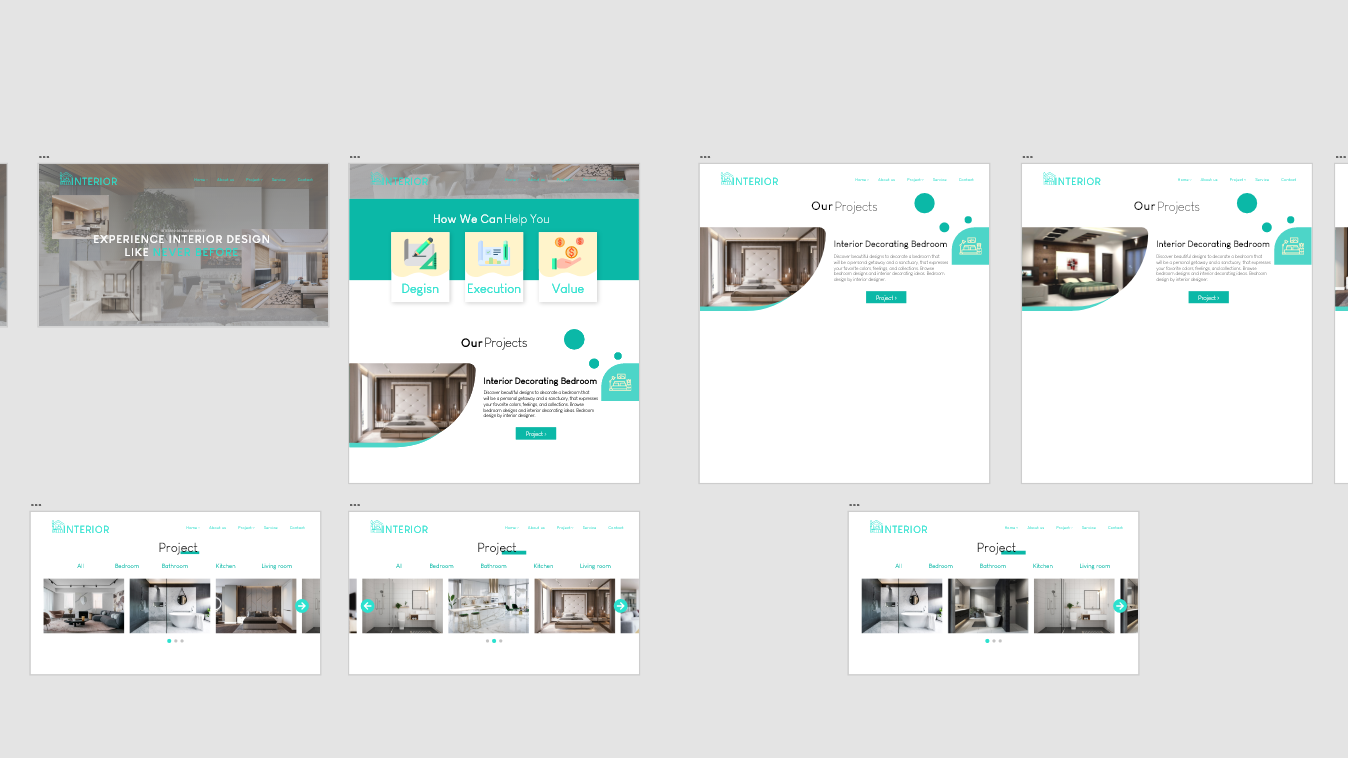 INTERIOR
Home About us Project Service Contact
EXPERIENCE INTERIOR DESIGN
LIKE NEVER BEFORE
INTERIOR
How We Can Help You
Degisn Execution Value
Our Projects
Interior Decorating Bedroom
Discover beautiful designs to decorate a bedroom that
will be a personal getaway and a sanctuary, that expresses
your favorite colors, feelings, and collections. Browse
bedroom designs and interior decorating ideas. Bedroom
design by interior designer.
Project ›
INTERIOR
Home About us Project Service Contact
Our Projects
Interior Decorating Bedroom
Discover beautiful designs to decorate a bedroom that
will be a personal getaway and a sanctuary, that expresses
your favorite colors, feelings, and collections. Browse
bedroom designs and interior decorating ideas. Bedroom
design by interior designer.
Project ›
INTERIOR
Home About us Project Service Contact
Our Projects
Interior Decorating Bedroom
Discover beautiful designs to decorate a bedroom that
will be a personal getaway and a sanctuary, that expresses
your favorite colors, feelings, and collections. Browse
bedroom designs and interior decorating ideas. Bedroom
design by interior designer.
Project ›
INTERIOR
Home About us Project Service Contact
Project
All Bedroom Bathroom Kitchen Living room
INTERIOR
Home About us Project Service Contact
Project
All Bedroom Bathroom Kitchen Living room
INTERIOR
Home About us Project Service Contact
Project
All Bedroom Bathroom Kitchen Living room